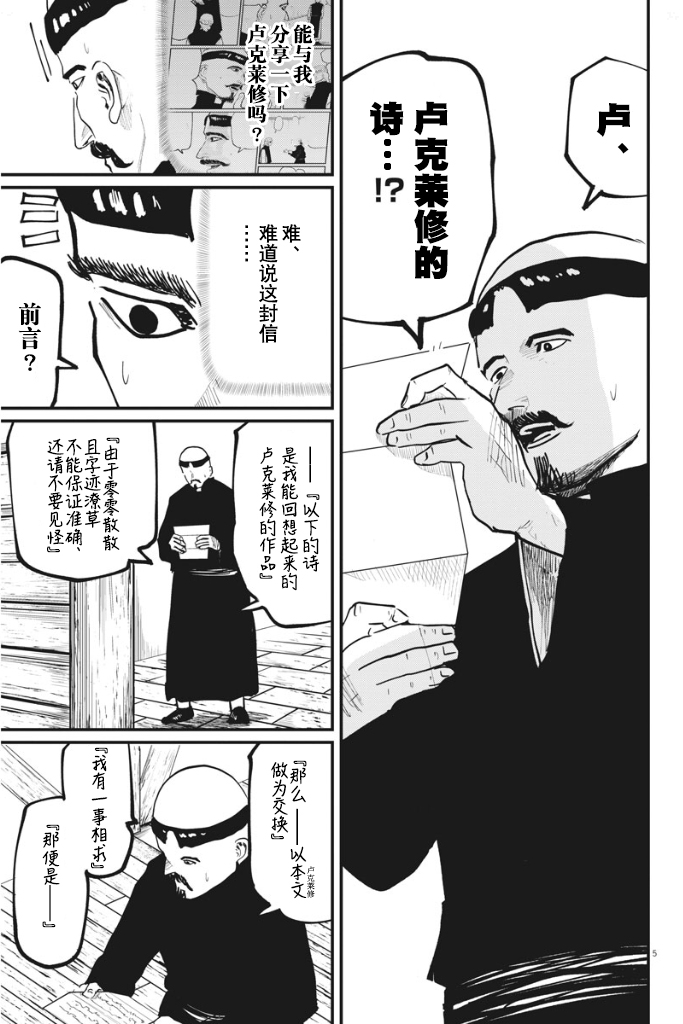 卢、
卢克莱修的
诗…
!?
能与我
分享一下
卢克莱修吗？
难、
难道说这封信
……
前言？
——『以下的诗
是我能回想起来的
卢克莱修的作品』
『由于零零散散
且字迹潦草
不能保证准确、
还请不要见怪』
『那么——以本文
卢克莱修
做为交换』
『我有一事相求』
『那便是——』
5